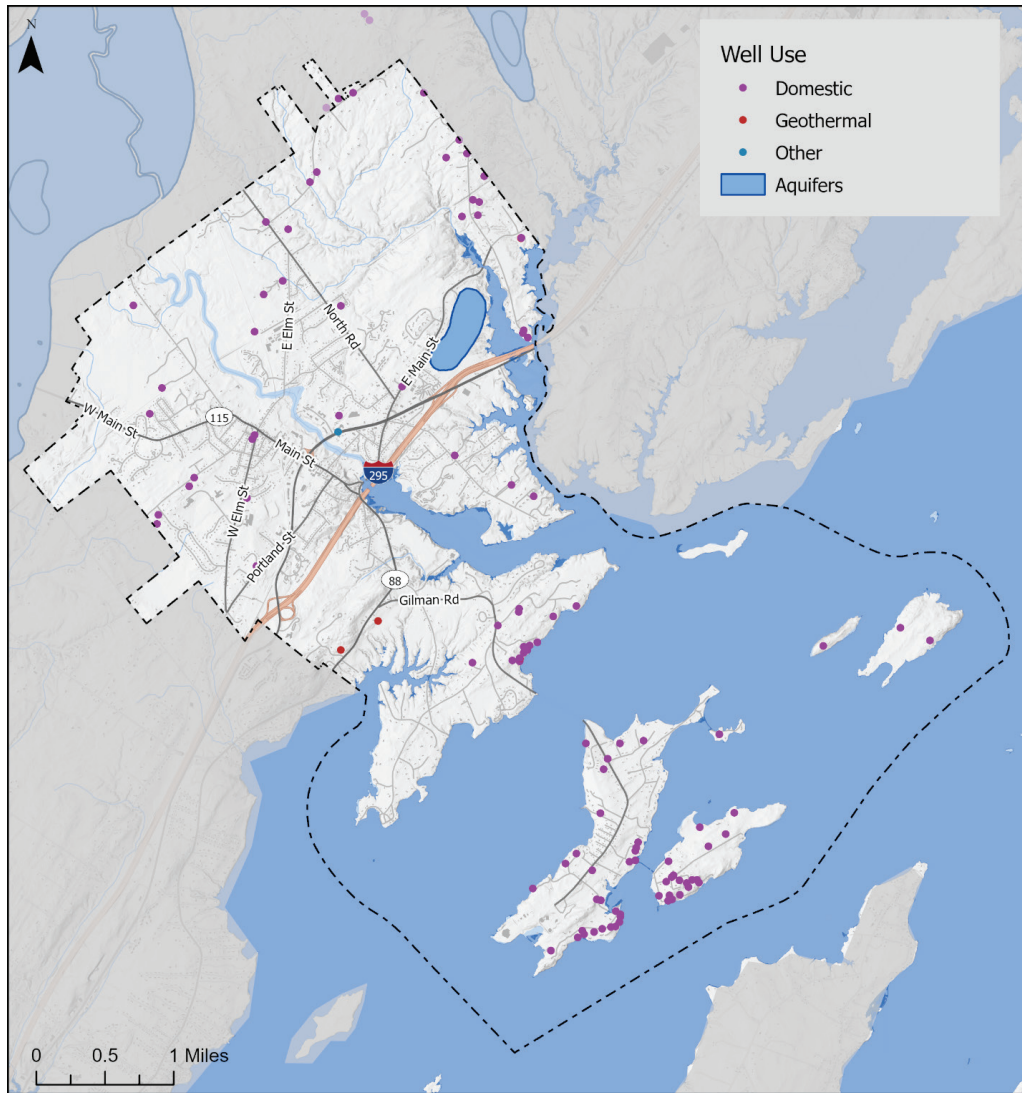 N
Well Use
Domestic
Geothermal
Other
Aquifers
E Elm St
North Rd
E Main St
W Main St
115
Main St
295
W Elm St
Portland St
88
Gilman Rd
0 0.5 1 Miles